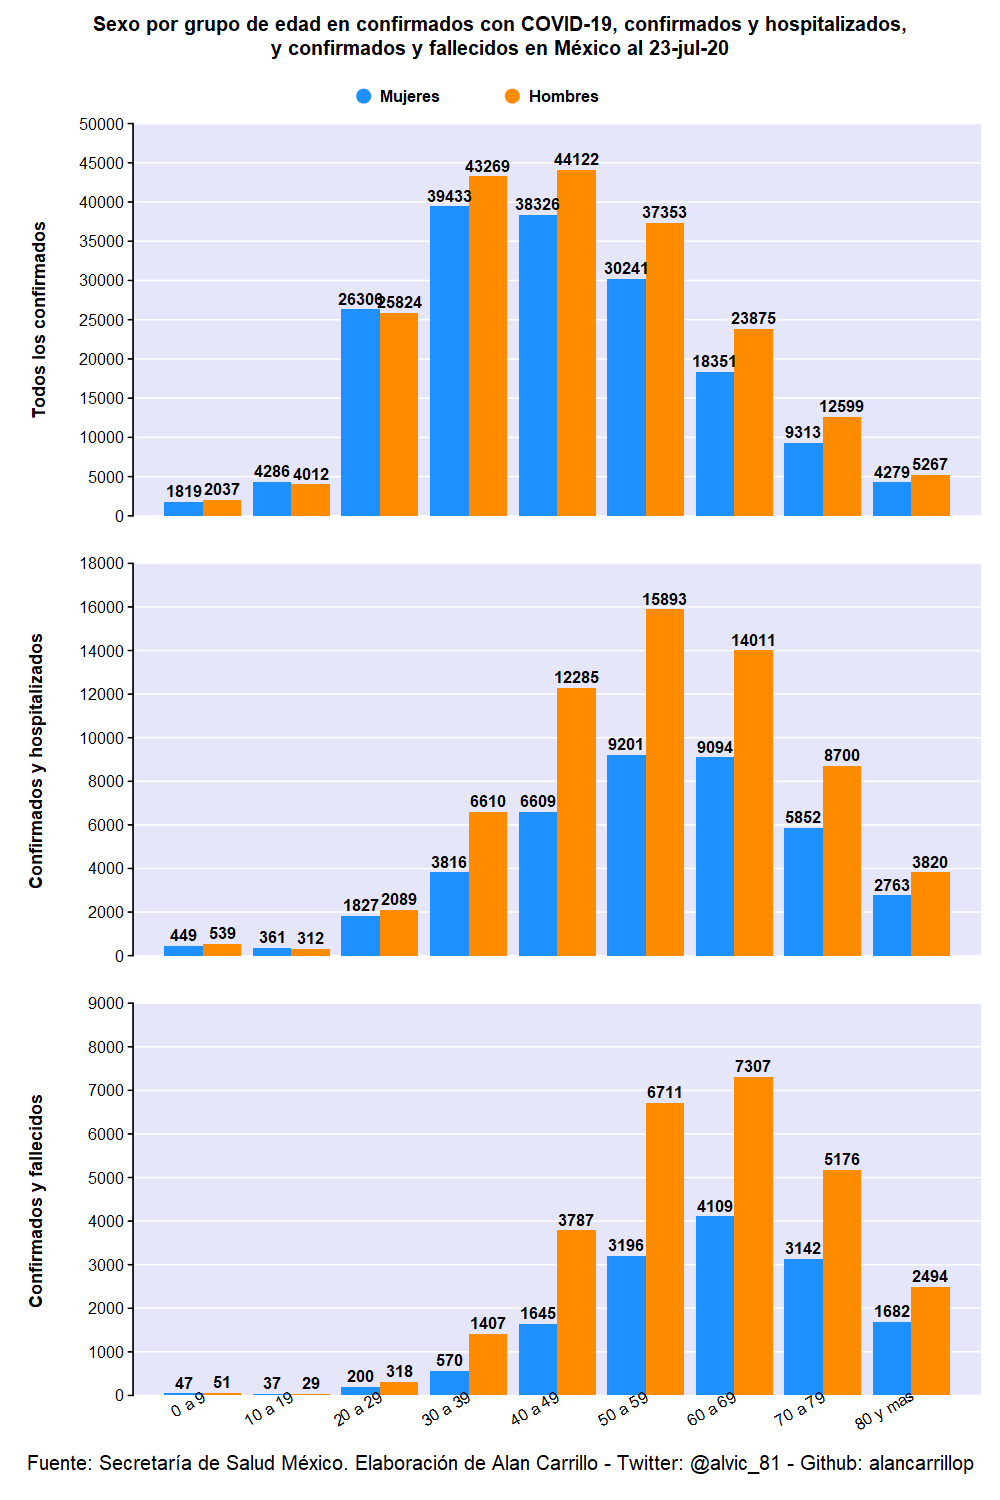 Sexo por grupo de edad en confirmados con COVID-19, confirmados y hospitalizados,
y confirmados y fallecidos en México al 23-jul-20
Mujeres Hombres
Todos los confirmados
50000
45000
40000
35000
30000
25000
20000
15000
10000
5000
0
1819 2037 4286 4012 26306 25824 39433 43269 38326 44122 30241 37353 18351 23875 9313 12599 4279 5267
Confirmados y hospitalizados
18000
16000
14000
12000
10000
8000
6000
4000
2000
0
449 539 361 312 1827 2089 3816 6610 6609 12285 9201 15893 9094 14011 5852 8700 2763 3820
Confirmados y fallecidos
9000
8000
7000
6000
5000
4000
3000
2000
1000
0
47 51 37 29 200 318 570 1407 1645 3787 3196 6711 4109 7307 3142 5176 1682 2494
0 a 9 10 a 19 20 a 29 30 a 39 40 a 49 50 a 59 60 a 69 70 a 79 80 y mas
Fuente: Secretaría de Salud México. Elaboración de Alan Carrillo - Twitter: @alvic_81 - Github: alancarrillop